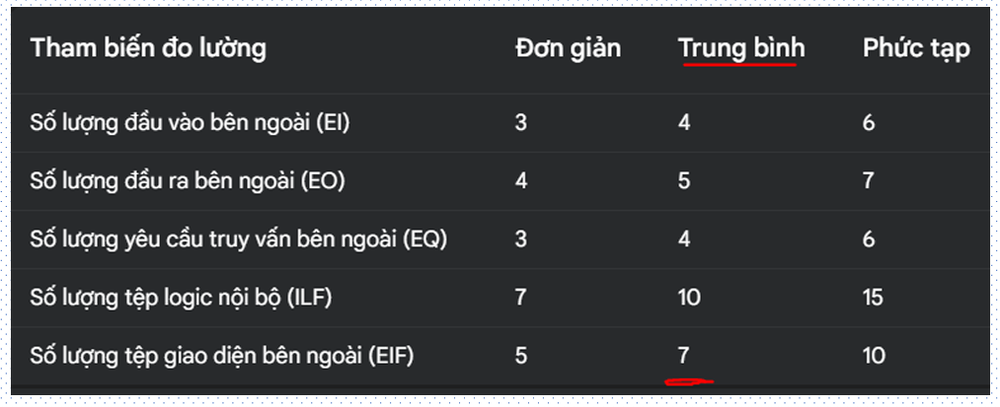 Tham biến đo lường Đơn giản Trung bình Phức tạp
Số lượng đầu vào bên ngoài (EI) 3 4 6
Số lượng đầu ra bên ngoài (EO) 4 5 7
Số lượng yêu cầu truy vấn bên ngoài (EQ) 3 4 6
Số lượng tệp logic nội bộ (ILF) 7 10 15
Số lượng tệp giao diện bên ngoài (EIF) 5 7 10